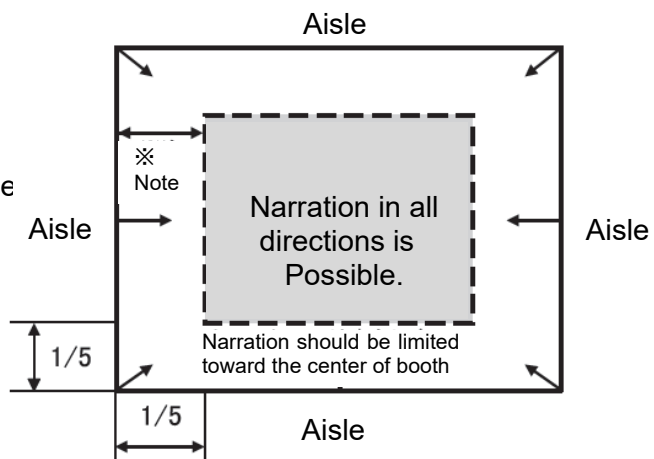 Aisle
※
Note
e
Aisle
Narration in all
directions is
Possible.
Aisle
Narration should be limited
toward the center of booth
1/5
1/5
Aisle